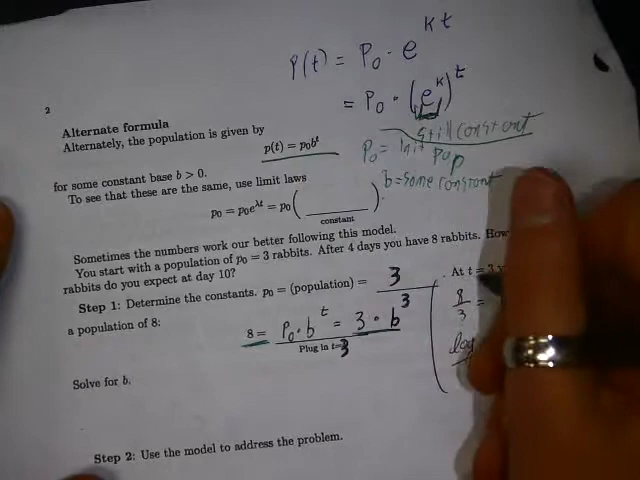 P(t) = P₀ · e^{kt}
= P₀ · (e^k)^t
still constant
P₀ = init pop
b = some constant
2
Alternate formula
Alternately, the population is given by
p(t) = p₀b^t
for some constant base b > 0.
To see that these are the same, use limit laws
p₀ = p₀e^{λt} = p₀( ______ )^.
constant
Sometimes the numbers work our better following this model.
You start with a population of p₀ = 3 rabbits. After 4 days you have 8 rabbits. How
rabbits do you expect at day 10?
Step 1: Determine the constants. p₀ = (population) = 3 . At t = 3
a population of 8:
8 = P₀ · b^t = 3 · b^3
Plug in t=3
8/3 =
log
Solve for b.
Step 2: Use the model to address the problem.